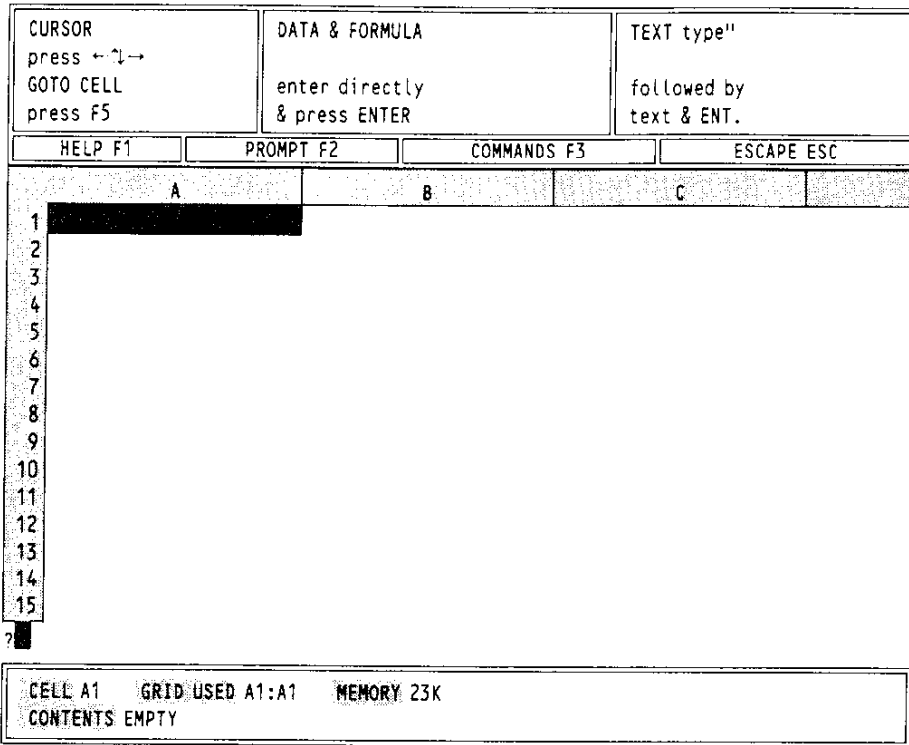 CURSOR
press ←↑↓→
GOTO CELL
press F5
DATA & FORMULA
enter directly
& press ENTER
TEXT type"
followed by
text & ENT.
HELP F1 PROMPT F2 COMMANDS F3 ESCAPE ESC
A B C
1
2
3
4
5
6
7
8
9
10
11
12
13
14
15
?
CELL A1 GRID USED A1:A1 MEMORY 23K
CONTENTS EMPTY